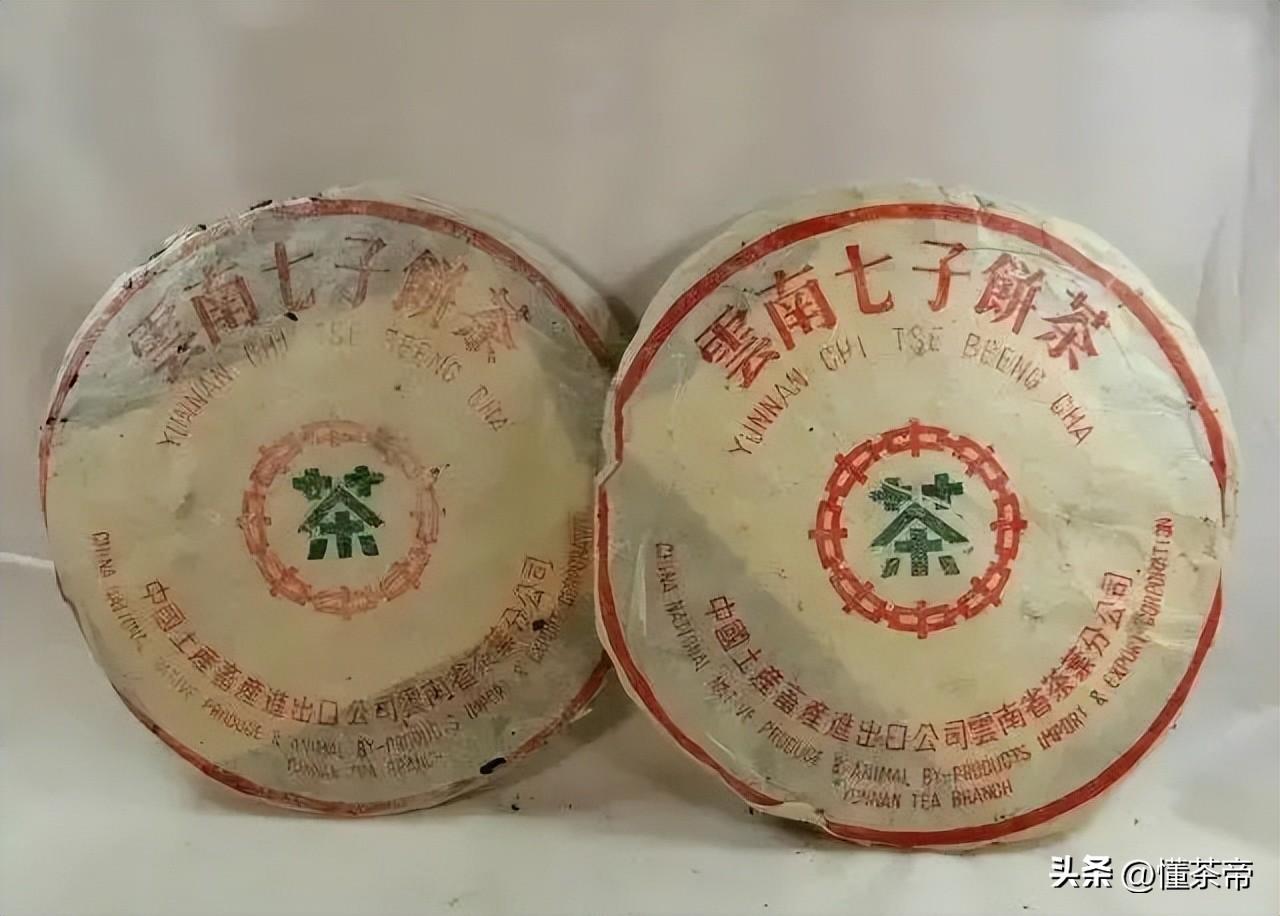 雲南七子餅茶
YUNNAN CHI TSE BEENG CHA
茶
中國土產畜產進出口公司雲南省茶葉分公司
CHINA NATIONAL NATIVE PRODUCE & ANIMAL BY-PRODUCTS IMPORT & EXPORT CORPORATION
YUNNAN TEA BRANCH
雲南七子餅茶
YUNNAN CHI TSE BEENG CHA
茶
中國土產畜產進出口公司雲南省茶葉分公司
CHINA NATIONAL NATIVE PRODUCE & ANIMAL BY-PRODUCTS IMPORT & EXPORT CORPORATION
YUNNAN TEA BRANCH
头条 @懂茶帝